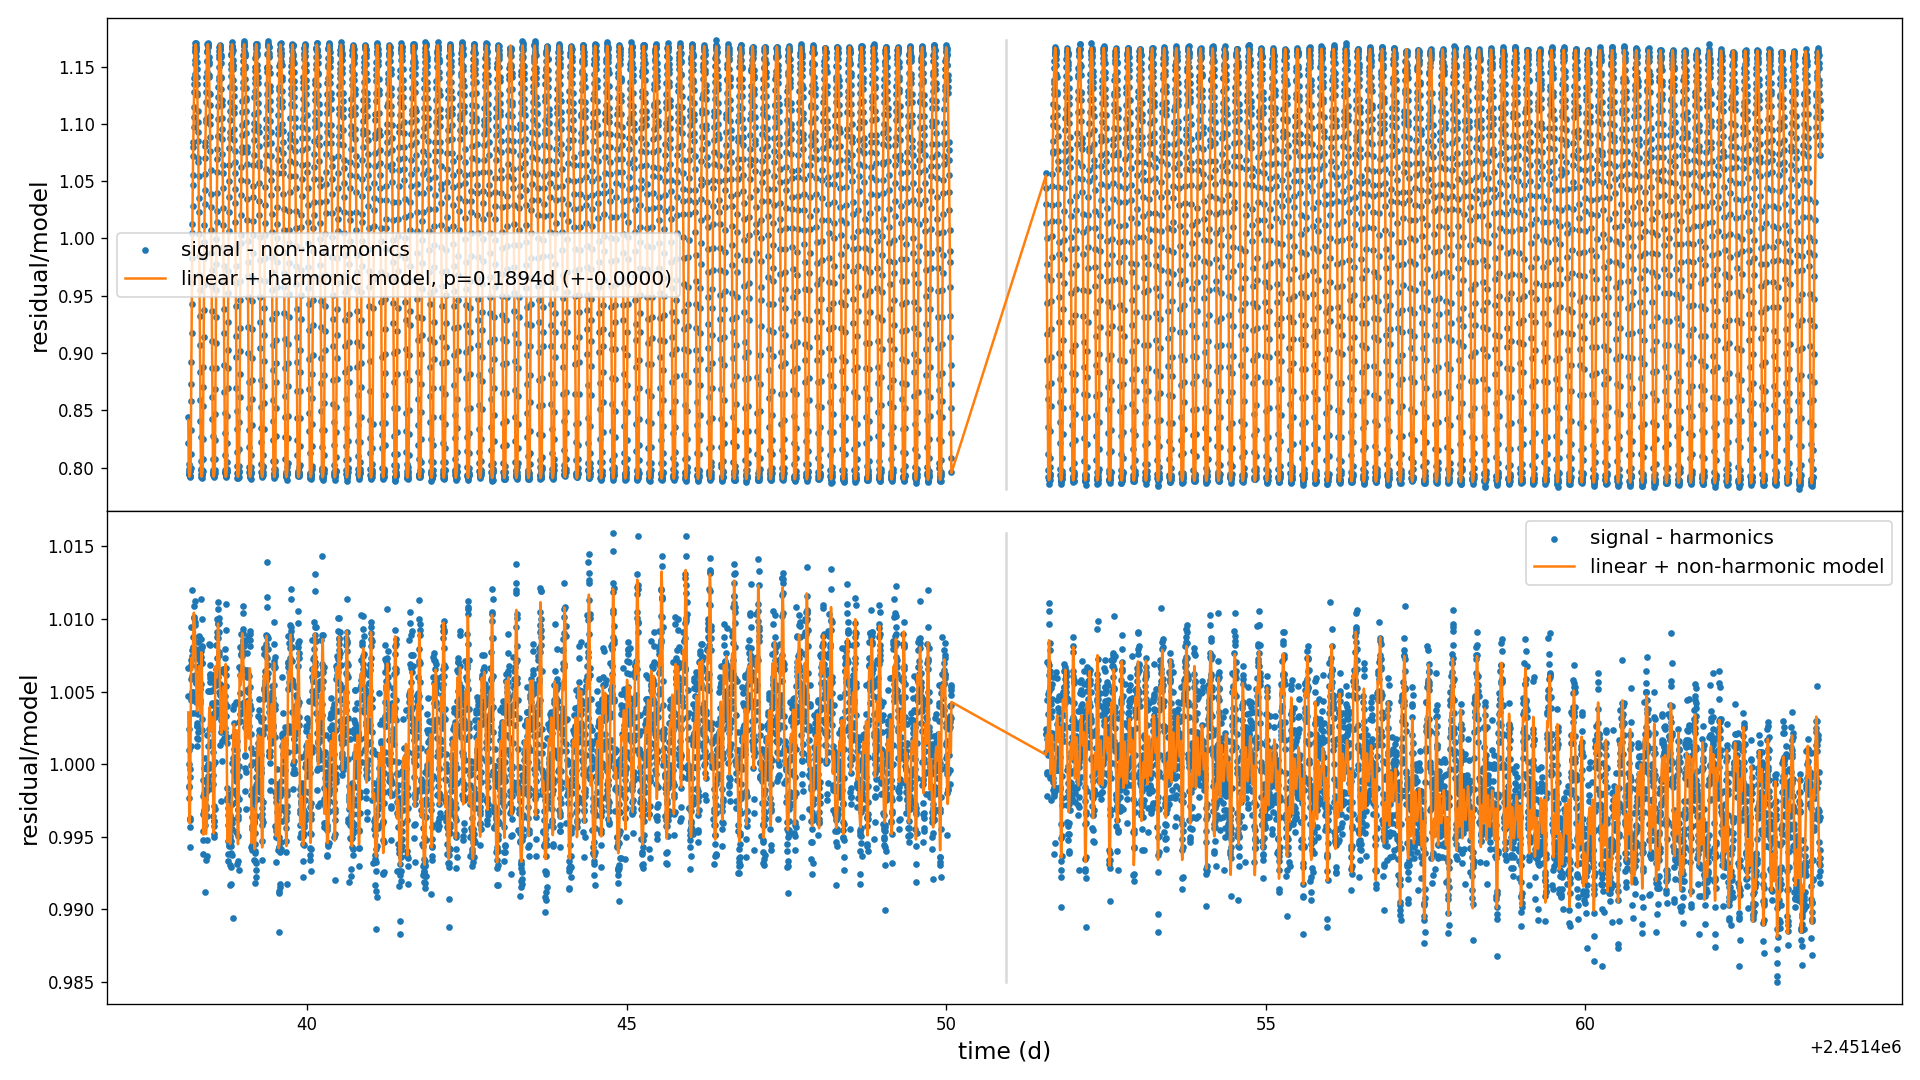 1.15
1.10
1.05
1.00
0.95
0.90
0.85
0.80
residual/model
signal - non-harmonics
linear + harmonic model, p=0.1894d (+-0.0000)
1.015
1.010
1.005
1.000
0.995
0.990
0.985
residual/model
signal - harmonics
linear + non-harmonic model
40
45
50
55
60
time (d)
+2.4514e6